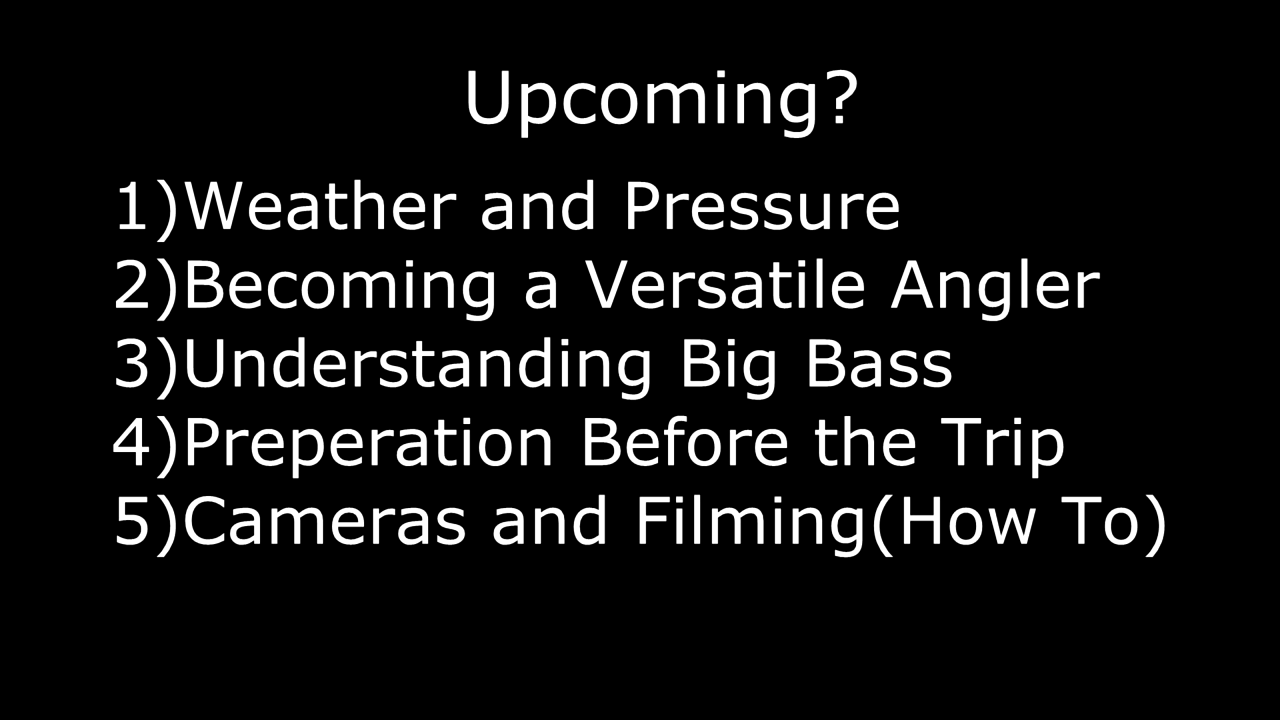 Upcoming?
1)Weather and Pressure
2)Becoming a Versatile Angler
3)Understanding Big Bass
4)Preperation Before the Trip
5)Cameras and Filming(How To)